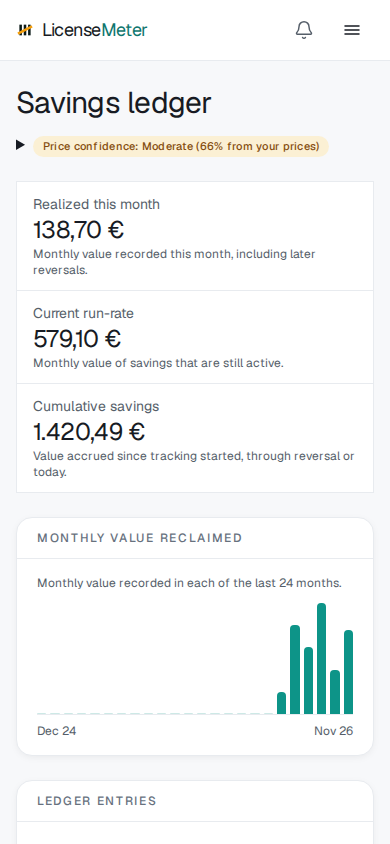 LicenseMeter
Savings ledger
Price confidence: Moderate (66% from your prices)
Realized this month
138,70 €
Monthly value recorded this month, including later
reversals.
Current run-rate
579,10 €
Monthly value of savings that are still active.
Cumulative savings
1.420,49 €
Value accrued since tracking started, through reversal or
today.
MONTHLY VALUE RECLAIMED
Monthly value recorded in each of the last 24 months.
Dec 24 Nov 26
LEDGER ENTRIES